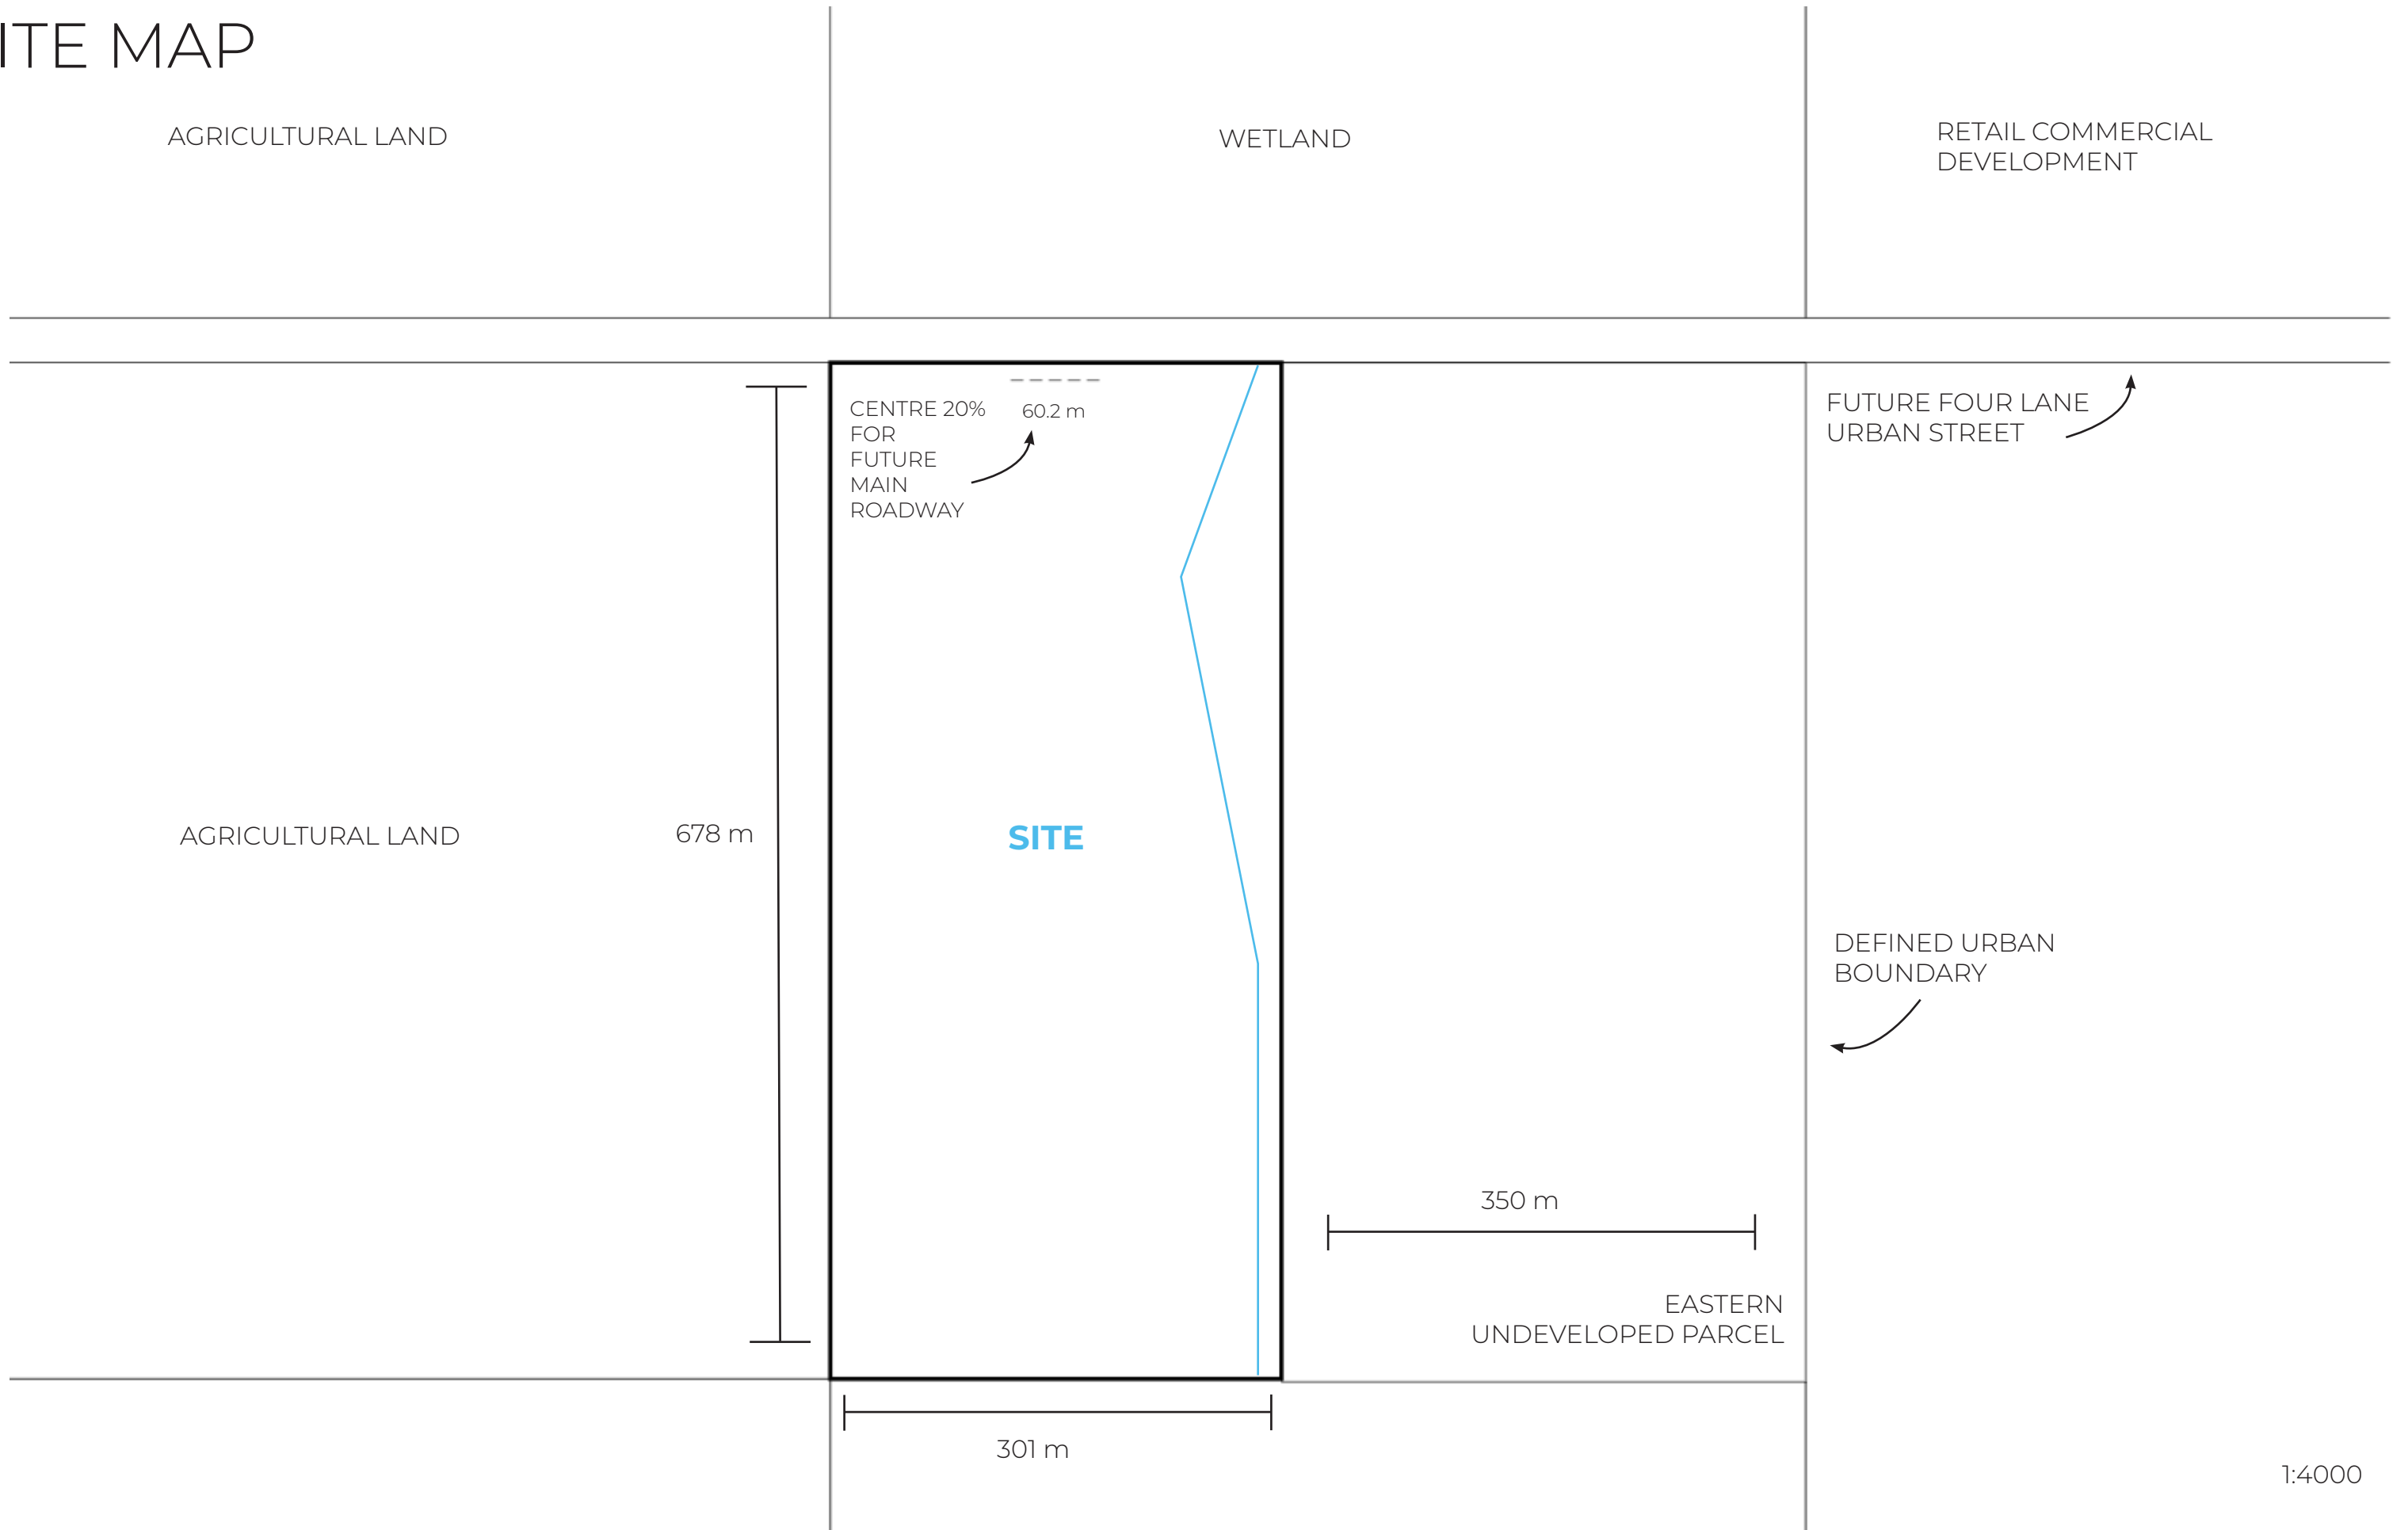 ITE MAP
AGRICULTURAL LAND
WETLAND
RETAIL COMMERCIAL
DEVELOPMENT
CENTRE 20%
FOR
FUTURE
MAIN
ROADWAY
60.2 m
FUTURE FOUR LANE
URBAN STREET
AGRICULTURAL LAND
678 m
SITE
DEFINED URBAN
BOUNDARY
350 m
EASTERN
UNDEVELOPED PARCEL
301 m
1:4000